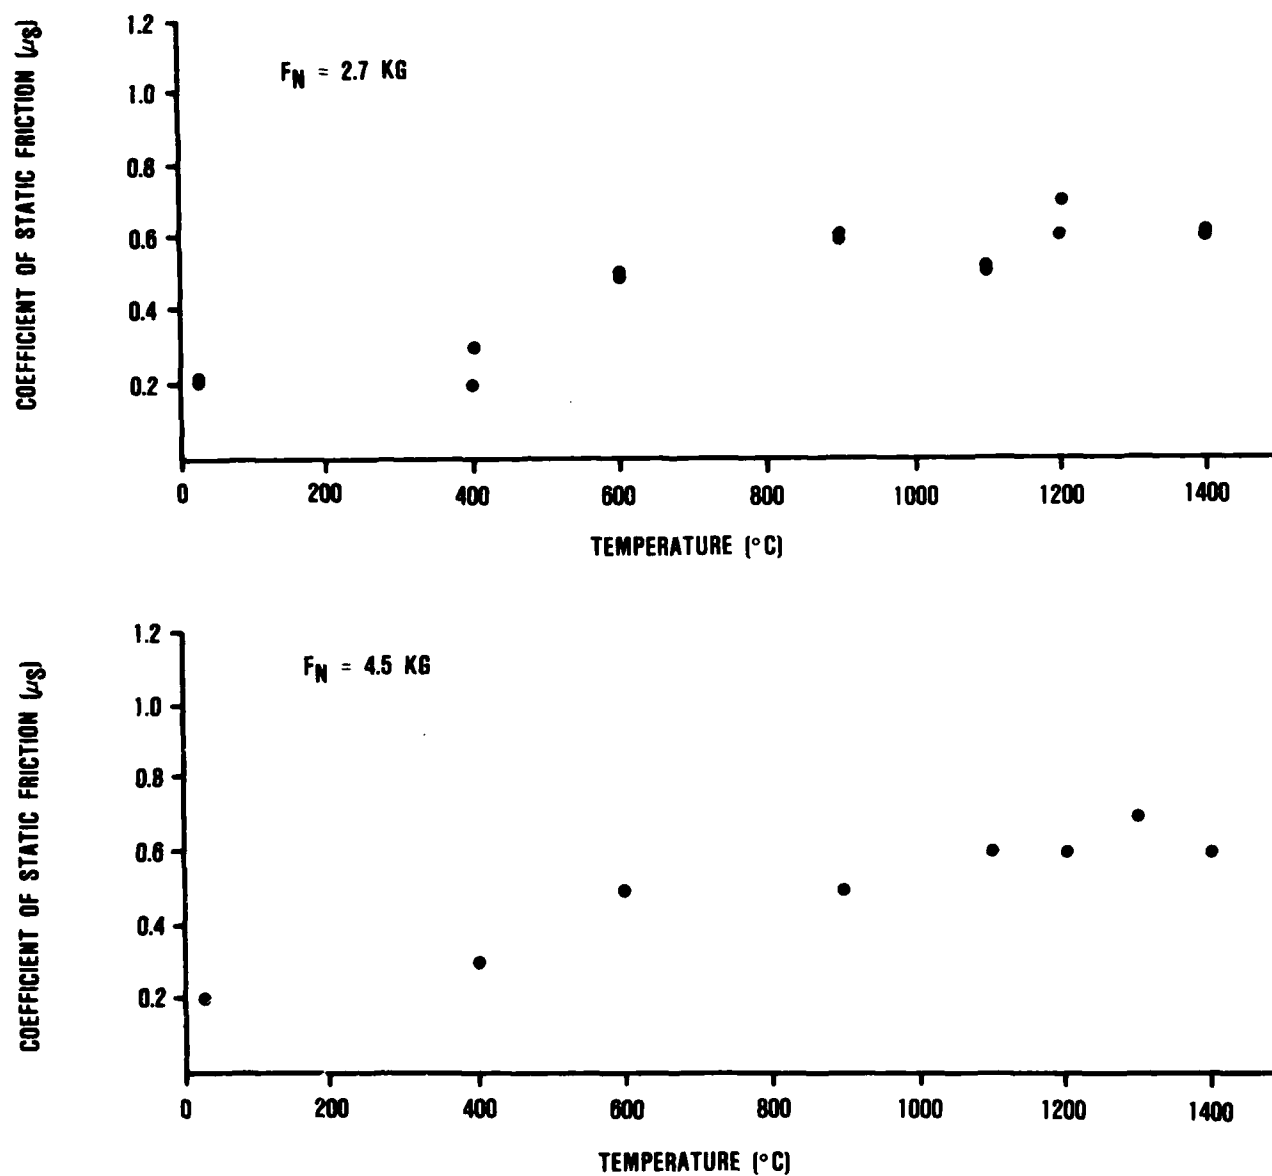 COEFFICIENT OF STATIC FRICTION (μs)
1.2
1.0
0.8
0.6
0.4
0.2
FN = 2.7 KG
0 200 400 600 800 1000 1200 1400
TEMPERATURE (°C)
COEFFICIENT OF STATIC FRICTION (μs)
1.2
1.0
0.8
0.6
0.4
0.2
FN = 4.5 KG
0 200 400 600 800 1000 1200 1400
TEMPERATURE (°C)